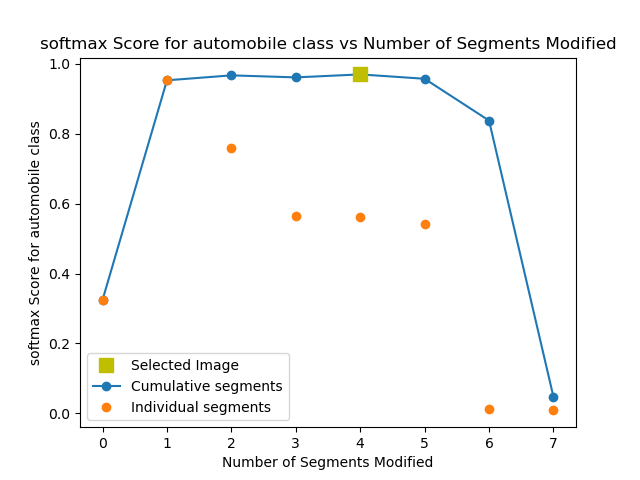 softmax Score for automobile class vs Number of Segments Modified
softmax Score for automobile class
1.0
0.8
0.6
0.4
0.2
0.0
Selected Image
Cumulative segments
Individual segments
0 1 2 3 4 5 6 7
Number of Segments Modified